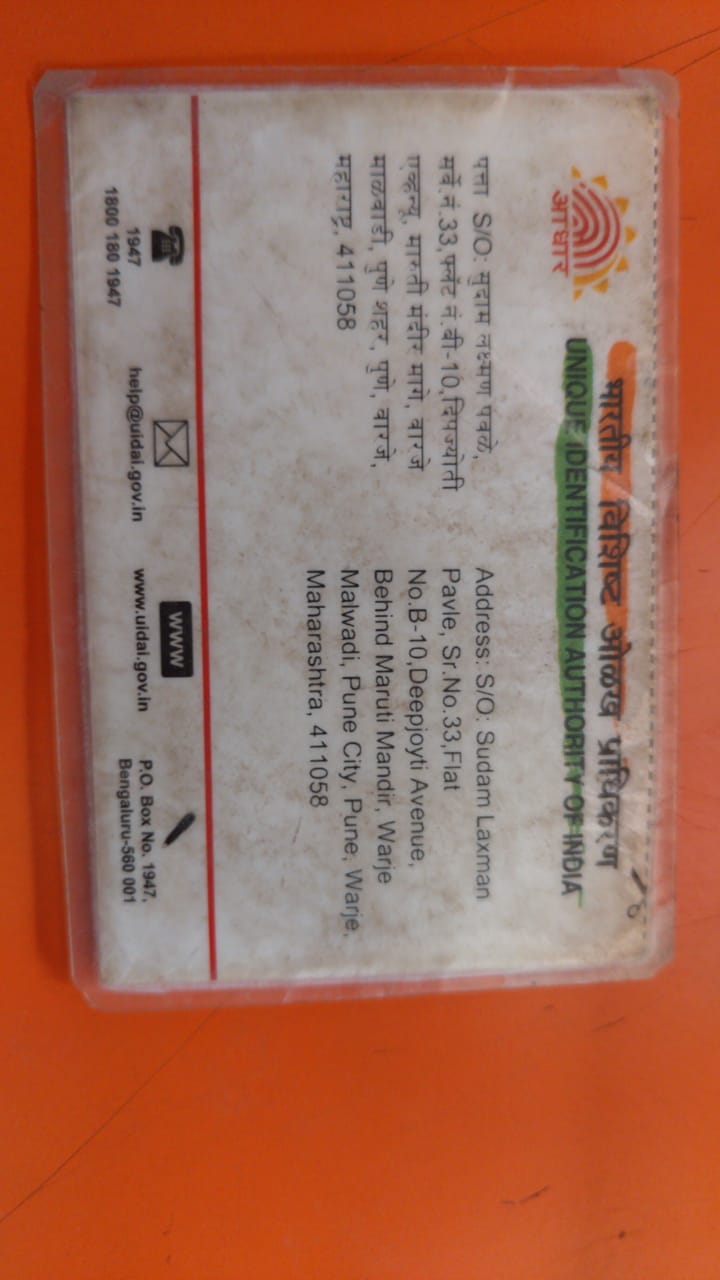 आधार
भारतीय विशिष्ट ओळख प्राधिकरण
UNIQUE IDENTIFICATION AUTHORITY OF INDIA
पत्ता S/O: सुदाम लक्ष्मण पवळे,
सर्वे.नं.33,फ्लॅट नं.बी-10,दिपज्योती
एव्हेन्यू, मारुती मंदीर मागे, वारजे
माळवाडी, पुणे शहर, पुणे, वारजे,
महाराष्ट्र, 411058
Address: S/O: Sudam Laxman
Pavle, Sr.No.33,Flat
No.B-10,Deepjoyti Avenue,
Behind Maruti Mandir, Warje
Malwadi, Pune City, Pune, Warje,
Maharashtra, 411058
1947
1800 180 1947
help@uidai.gov.in
WWW
www.uidai.gov.in
P.O. Box No. 1947,
Bengaluru-560 001